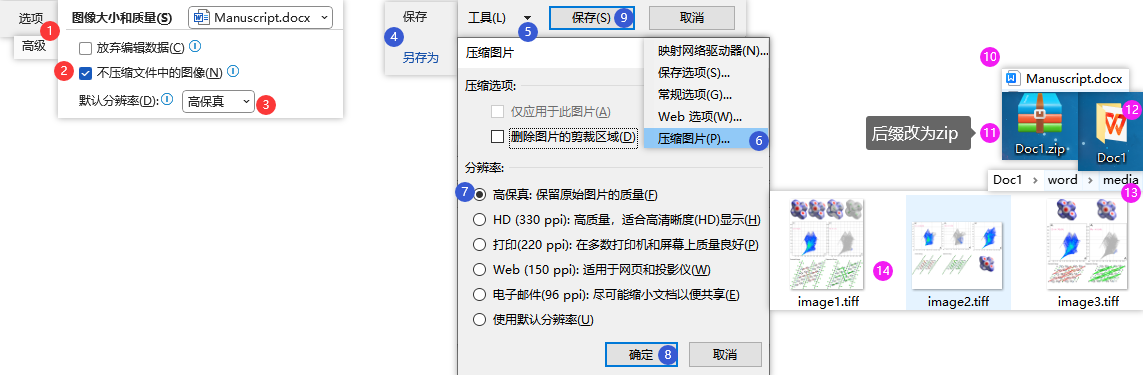 选项
1
高级
图像大小和质量(S)
Manuscript.docx
放弃编辑数据(C)
2
不压缩文件中的图像(N)
默认分辨率(D):
高保真
3
保存
4
另存为
工具(L)
5
保存(S)
9
取消
压缩图片
映射网络驱动器(N)...
保存选项(S)...
常规选项(G)...
Web 选项(W)...
压缩图片(P)...
6
压缩选项:
仅应用于此图片(A)
删除图片的剪裁区域(D)
分辨率:
7
高保真: 保留原始图片的质量(F)
HD (330 ppi): 高质量，适合高清晰度(HD)显示(H)
打印(220 ppi): 在多数打印机和屏幕上质量良好(P)
Web (150 ppi): 适用于网页和投影仪(W)
电子邮件(96 ppi): 尽可能缩小文档以便共享(E)
使用默认分辨率(U)
确定
8
取消
10
Manuscript.docx
后缀改为zip
11
Doc1.zip
12
Doc1
Doc1 > word > media
13
14
image1.tiff
image2.tiff
image3.tiff